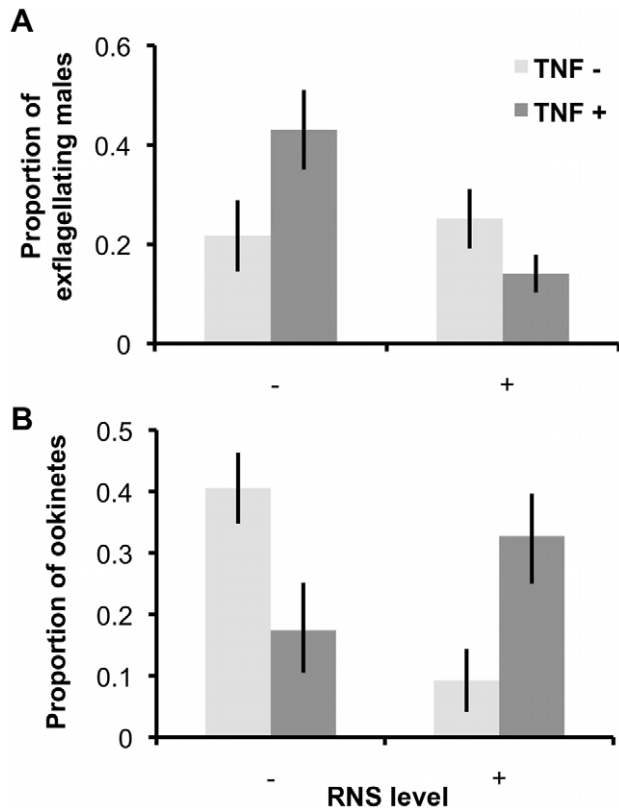 A
Proportion of
exflagellating males
0.6
0.4
0.2
0
TNF -
TNF +
- +
B
Proportion of ookinetes
0.5
0.4
0.3
0.2
0.1
0
- +
RNS level